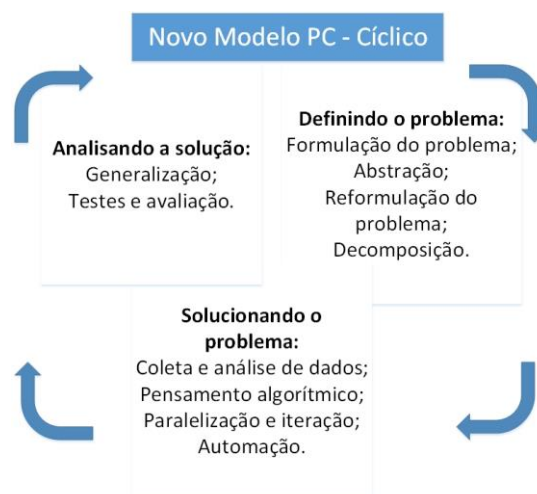 Novo Modelo PC - Cíclico
Analisando a solução:
Generalização;
Testes e avaliação.
Definindo o problema:
Formulação do problema;
Abstração;
Reformulação do
problema;
Decomposição.
Solucionando o
problema:
Coleta e análise de dados;
Pensamento algorítmico;
Paralelização e iteração;
Automação.